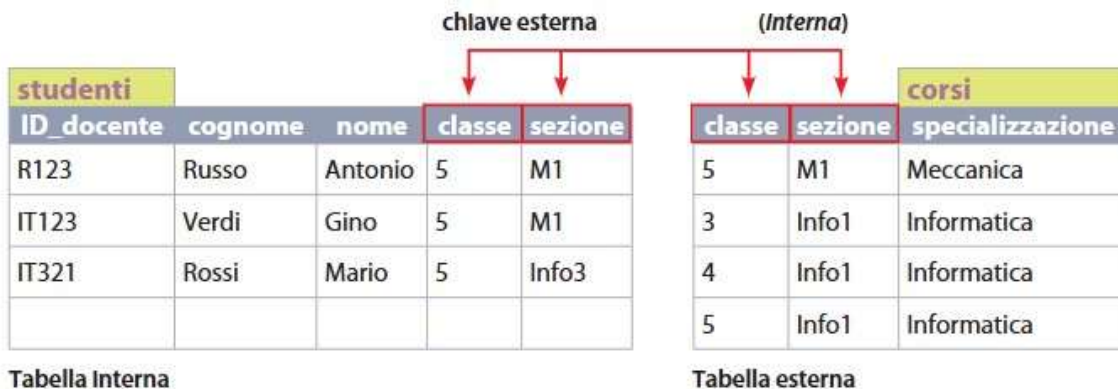 chiave esterna (Interna)
studenti corsi
ID_docente cognome nome classe sezione classe sezione specializzazione
R123 Russo Antonio 5 M1 5 M1 Meccanica
IT123 Verdi Gino 5 M1 3 Info1 Informatica
IT321 Rossi Mario 5 Info3 4 Info1 Informatica
5 Info1 Informatica
Tabella Interna Tabella esterna